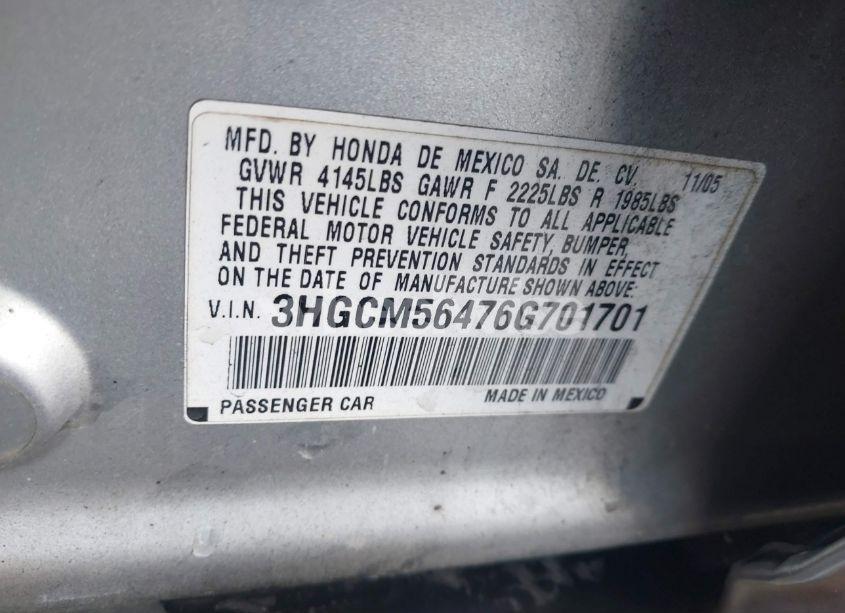 MFD. BY HONDA DE MEXICO SA. DE. CV. 11/05
GVWR 4145LBS GAWR F 2225LBS R 1985LBS
THIS VEHICLE CONFORMS TO ALL APPLICABLE
FEDERAL MOTOR VEHICLE SAFETY, BUMPER,
AND THEFT PREVENTION STANDARDS IN EFFECT
ON THE DATE OF MANUFACTURE SHOWN ABOVE:
V.I.N. 3HGCM56476G701701
PASSENGER CAR MADE IN MEXICO